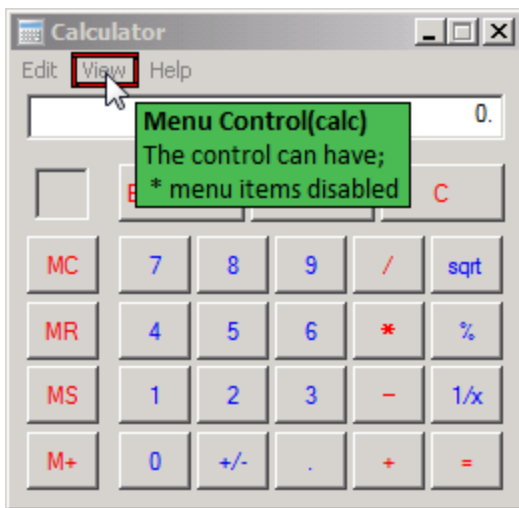 Calculator
Edit View Help
0.
Menu Control(calc)
The control can have;
* menu items disabled
C
MC 7 8 9 / sqrt
MR 4 5 6 * %
MS 1 2 3 - 1/x
M+ 0 +/- . + =